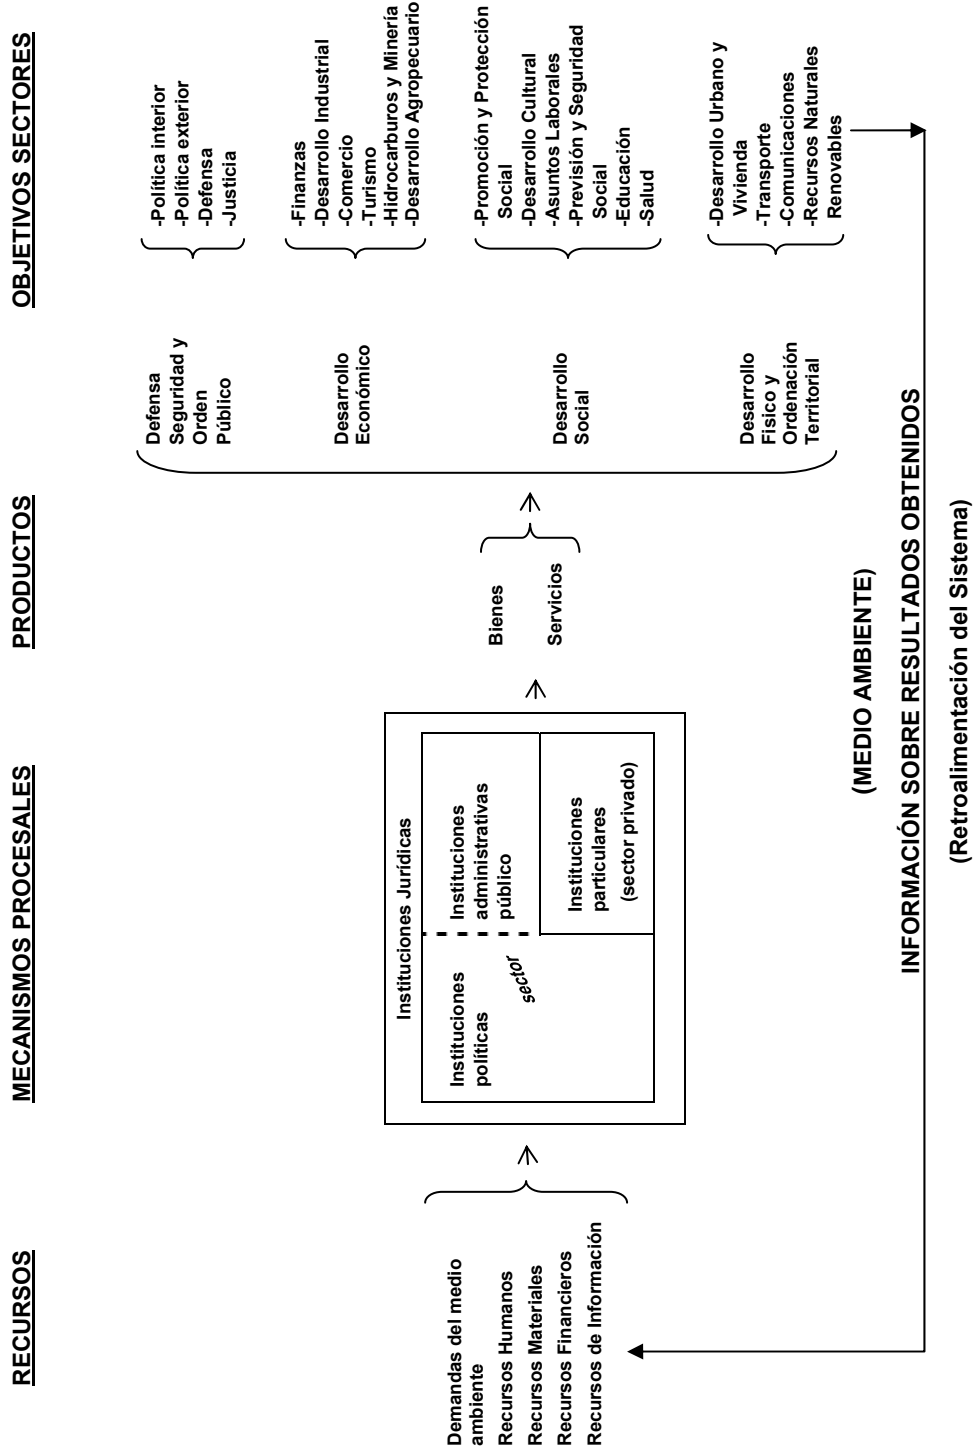 RECURSOS
MECANISMOS PROCESALES
PRODUCTOS
OBJETIVOS SECTORES
Demandas del medio
ambiente
Recursos Humanos
Recursos Materiales
Recursos Financieros
Recursos de Información
Instituciones Jurídicas
Instituciones
políticas
sector
Instituciones
administrativas
público
Instituciones
particulares
(sector privado)
Bienes
Servicios
Defensa
Seguridad y
Orden
Público
-Política interior
-Política exterior
-Defensa
-Justicia
Desarrollo
Económico
-Finanzas
-Desarrollo Industrial
-Comercio
-Turismo
-Hidrocarburos y Minería
-Desarrollo Agropecuario
Desarrollo
Social
-Promoción y Protección
Social
-Desarrollo Cultural
-Asuntos Laborales
-Previsión y Seguridad
Social
-Educación
-Salud
Desarrollo
Fisico y
Ordenación
Territorial
-Desarrollo Urbano y
Vivienda
-Transporte
-Comunicaciones
-Recursos Naturales
Renovables
(MEDIO AMBIENTE)
INFORMACIÓN SOBRE RESULTADOS OBTENIDOS
(Retroalimentación del Sistema)